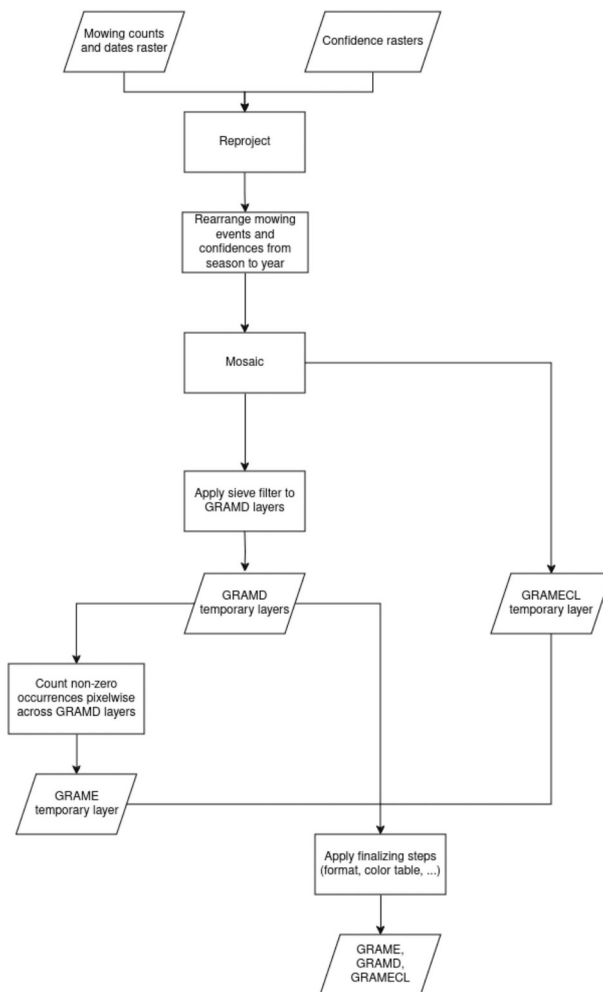 Mowing counts
and dates raster
Confidence rasters
Reproject
Rearrange mowing
events and
confidences from
season to year
Mosaic
Apply sieve filter to
GRAMD layers
GRAMD
temporary layers
GRAMECL
temporary layer
Count non-zero
occurrences pixelwise
across GRAMD layers
GRAME
temporary layer
Apply finalizing steps
(format, color table, ...)
GRAME,
GRAMD,
GRAMECL